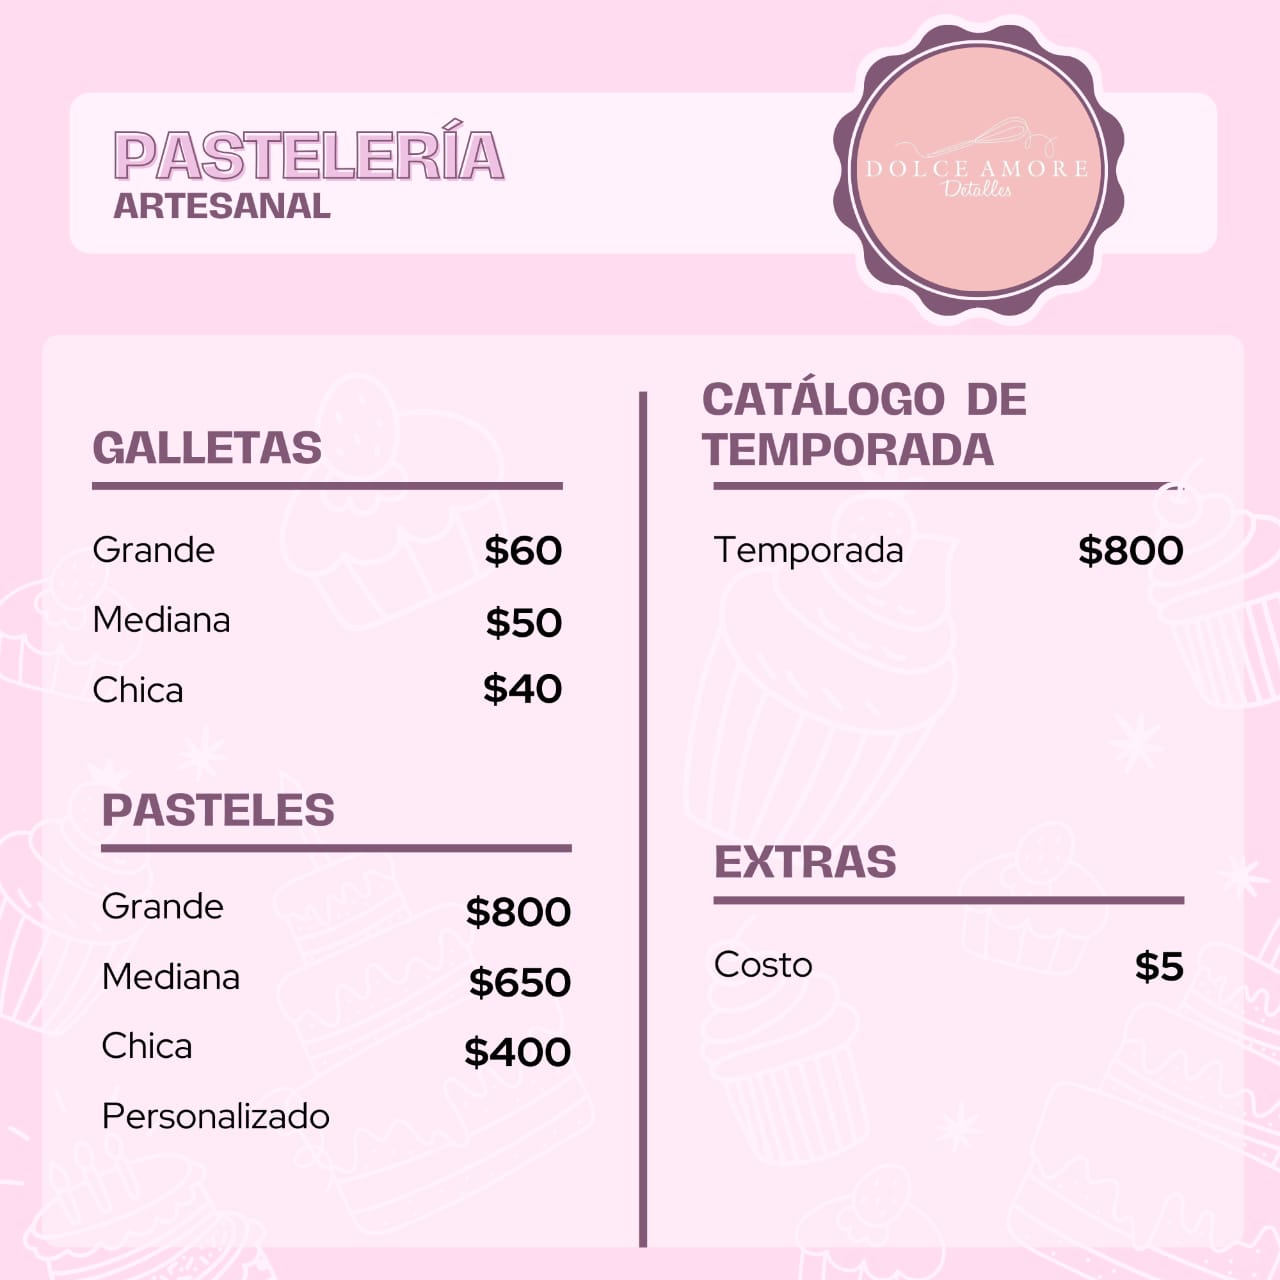 PASTELERÍA
ARTESANAL
DOLCE AMORE
Detalles
GALLETAS
Grande $60
Mediana $50
Chica $40
PASTELES
Grande $800
Mediana $650
Chica $400
Personalizado
CATÁLOGO DE
TEMPORADA
Temporada $800
EXTRAS
Costo $5